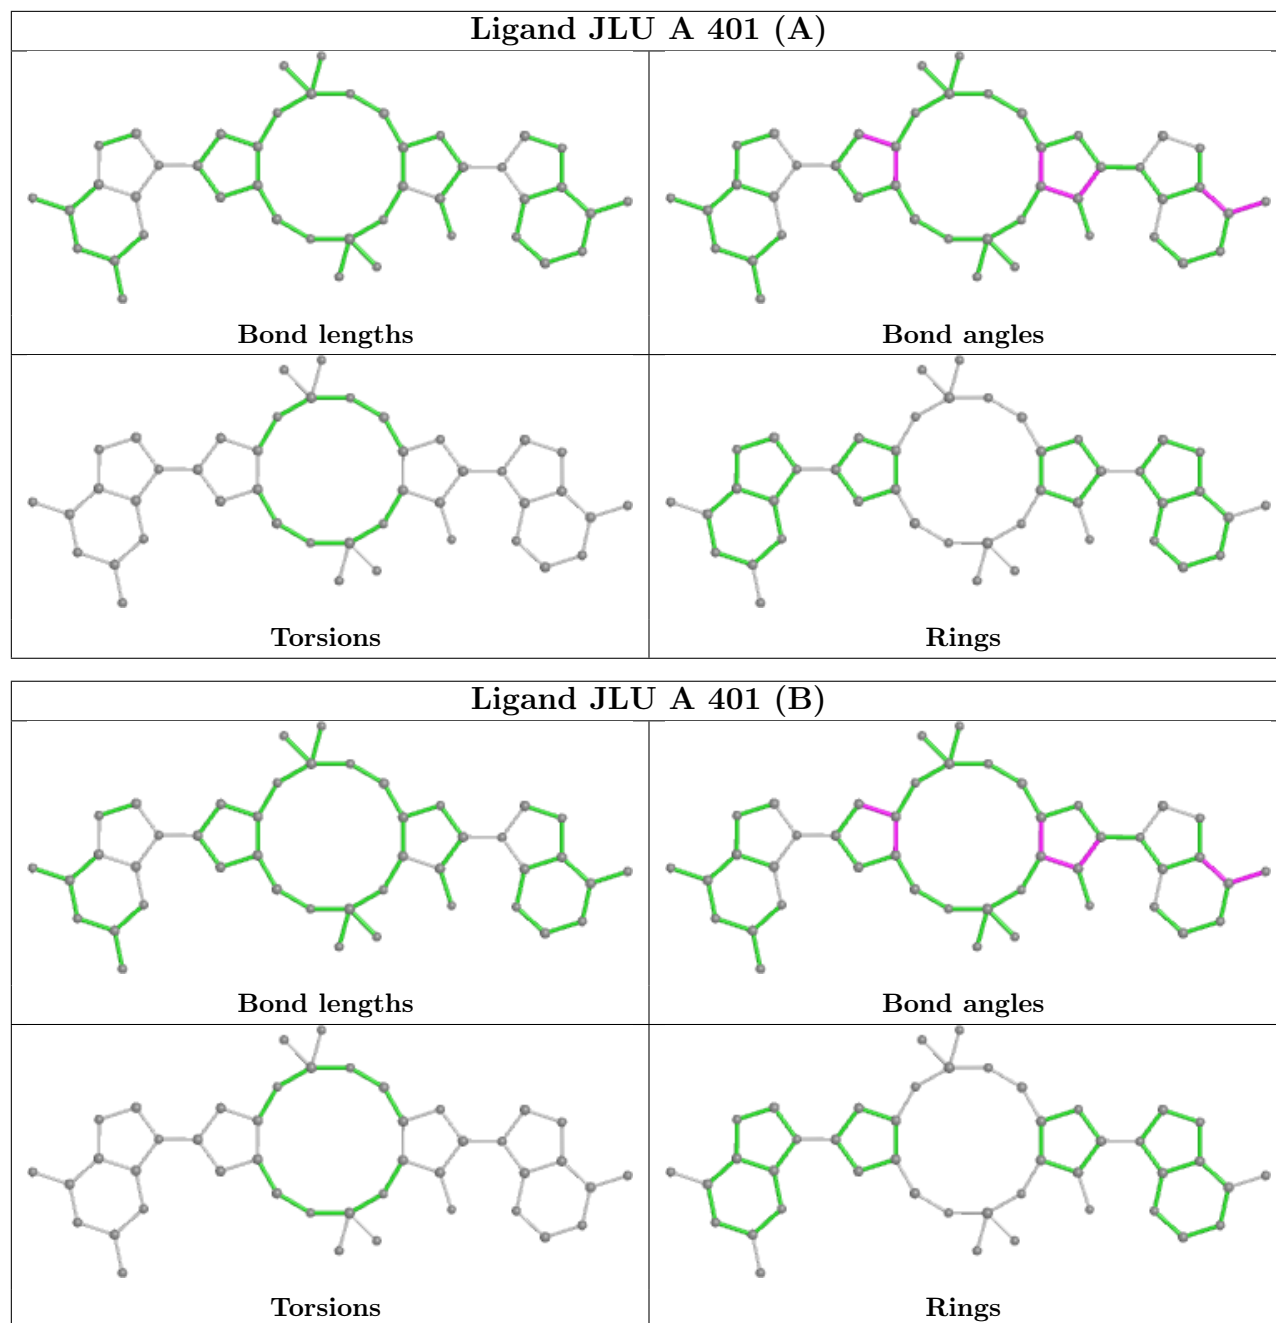 Ligand JLU A 401 (A)
Bond lengths
Bond angles
Torsions
Rings
Ligand JLU A 401 (B)
Bond lengths
Bond angles
Torsions
Rings